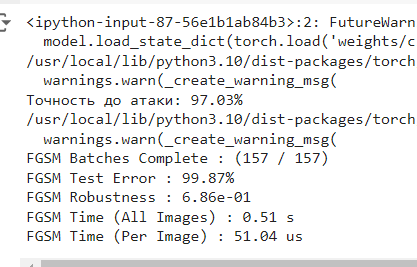 <ipython-input-87-56e1b1ab84b3>:2: FutureWarn
model.load_state_dict(torch.load('weights/c
/usr/local/lib/python3.10/dist-packages/torch
warnings.warn(_create_warning_msg(
Точность до атаки: 97.03%
/usr/local/lib/python3.10/dist-packages/torch
warnings.warn(_create_warning_msg(
FGSM Batches Complete : (157 / 157)
FGSM Test Error : 99.87%
FGSM Robustness : 6.86e-01
FGSM Time (All Images) : 0.51 s
FGSM Time (Per Image) : 51.04 us